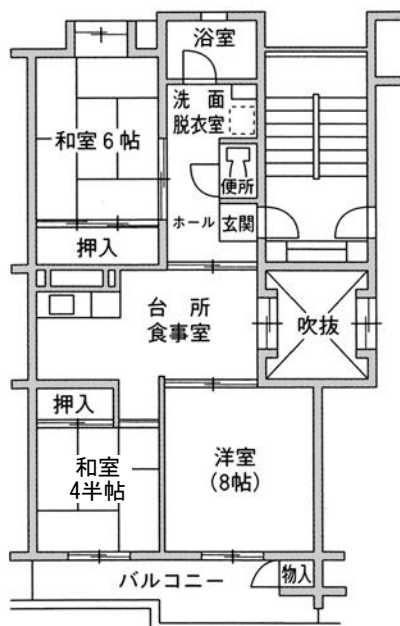 浴室
洗面
脱衣室
和室6帖
便所
ホール
玄関
押入
台所
食事室
吹抜
押入
和室
4半帖
洋室
(8帖)
バルコニー
物入